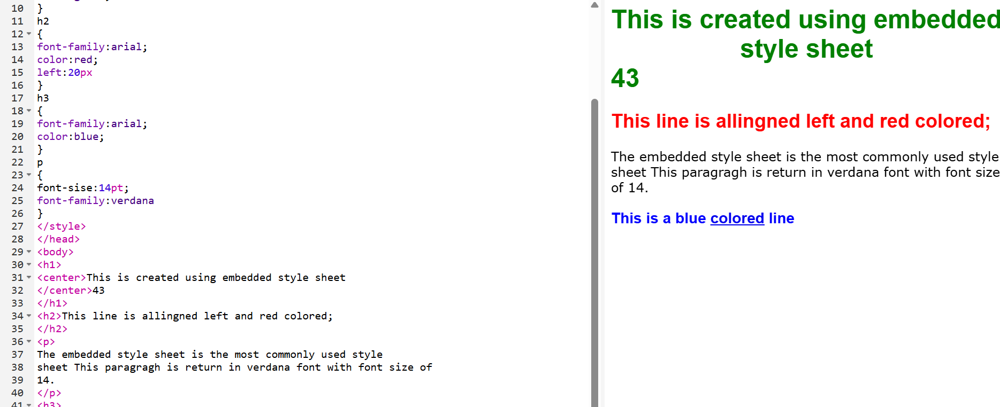 10 }
11 h2
12 {
13 font-family:arial;
14 color:red;
15 left:20px
16 }
17 h3
18 {
19 font-family:arial;
20 color:blue;
21 }
22 p
23 {
24 font-sise:14pt;
25 font-family:verdana
26 }
27 </style>
28 </head>
29 <body>
30 <h1>
31 <center>This is created using embedded style sheet
32 </center>43
33 </h1>
34 <h2>This line is allingned left and red colored;
35 </h2>
36 <p>
37 The embedded style sheet is the most commonly used style
38 sheet This paragragh is return in verdana font with font size of
39 14.
40 </p>
41 <h3>
This is created using embedded
style sheet
43
This line is allingned left and red colored;
The embedded style sheet is the most commonly used style
sheet This paragragh is return in verdana font with font size
of 14.
This is a blue colored line